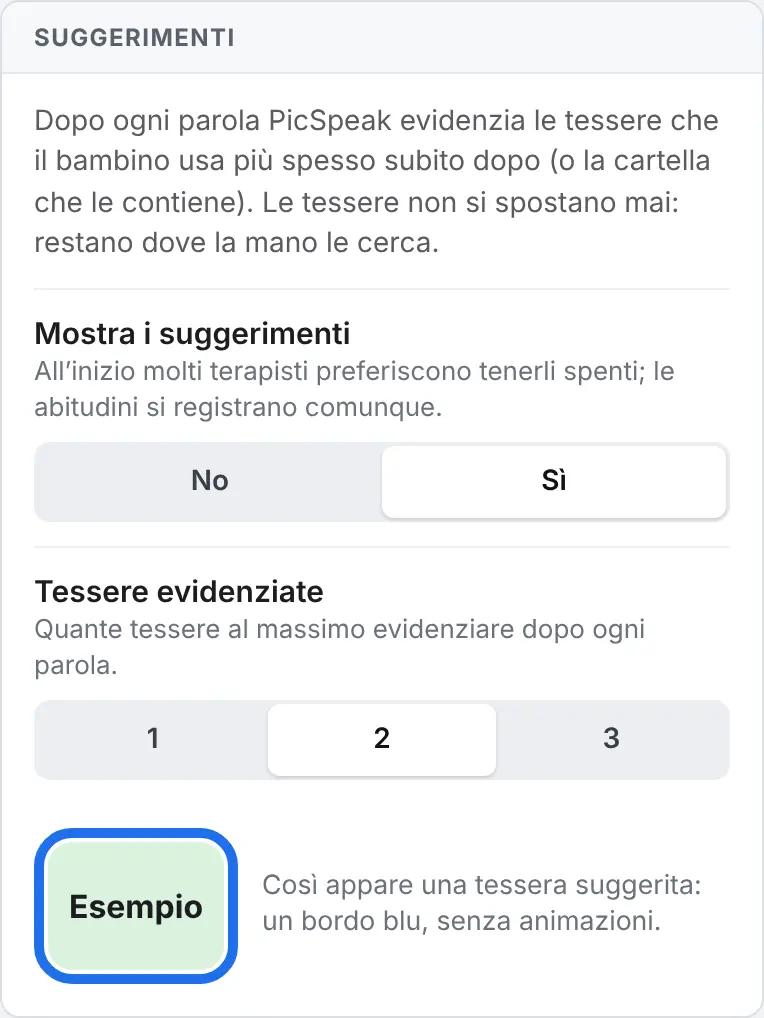 SUGGERIMENTI
Dopo ogni parola PicSpeak evidenzia le tessere che
il bambino usa più spesso subito dopo (o la cartella
che le contiene). Le tessere non si spostano mai:
restano dove la mano le cerca.
Mostra i suggerimenti
All’inizio molti terapisti preferiscono tenerli spenti; le
abitudini si registrano comunque.
No Sì
Tessere evidenziate
Quante tessere al massimo evidenziare dopo ogni
parola.
1 2 3
Esempio
Così appare una tessera suggerita:
un bordo blu, senza animazioni.